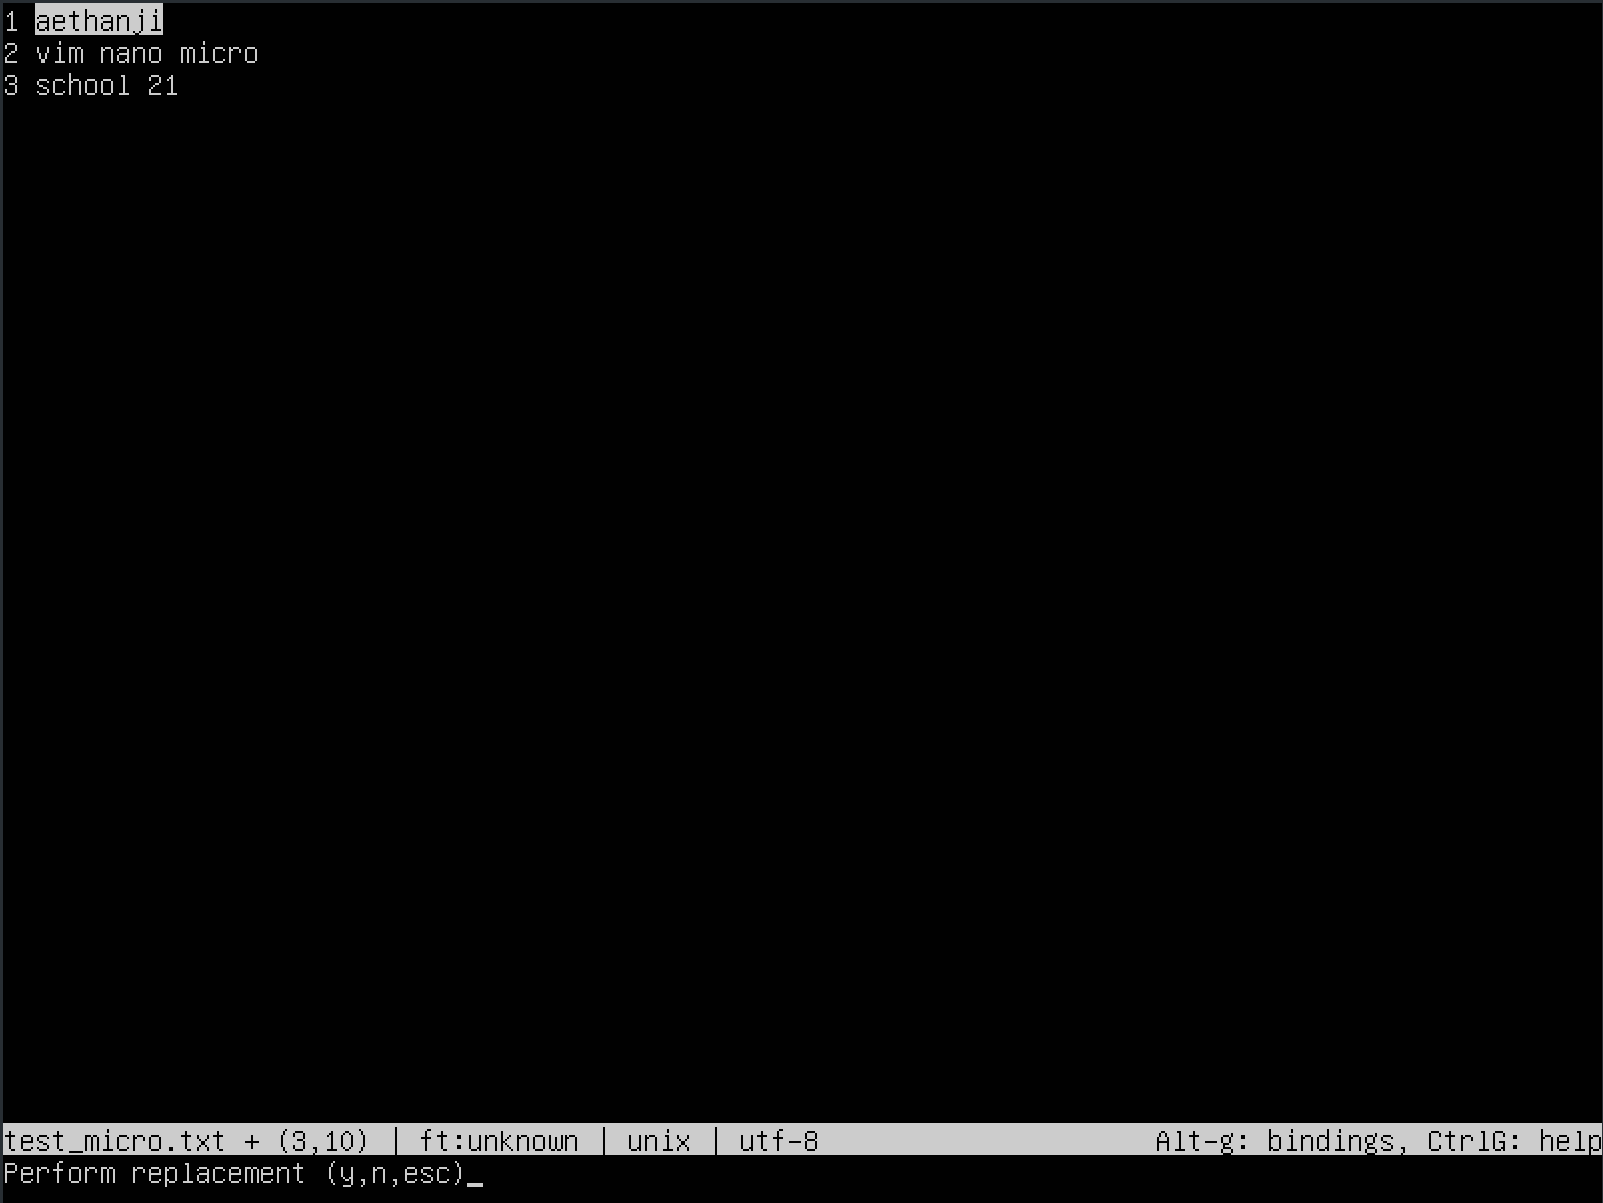 1 aethanji
2 vim nano micro
3 school 21
test_micro.txt + (3,10) | ft:unknown | unix | utf-8 Alt-g: bindings, CtrlG: help
Perform replacement (y,n,esc)_